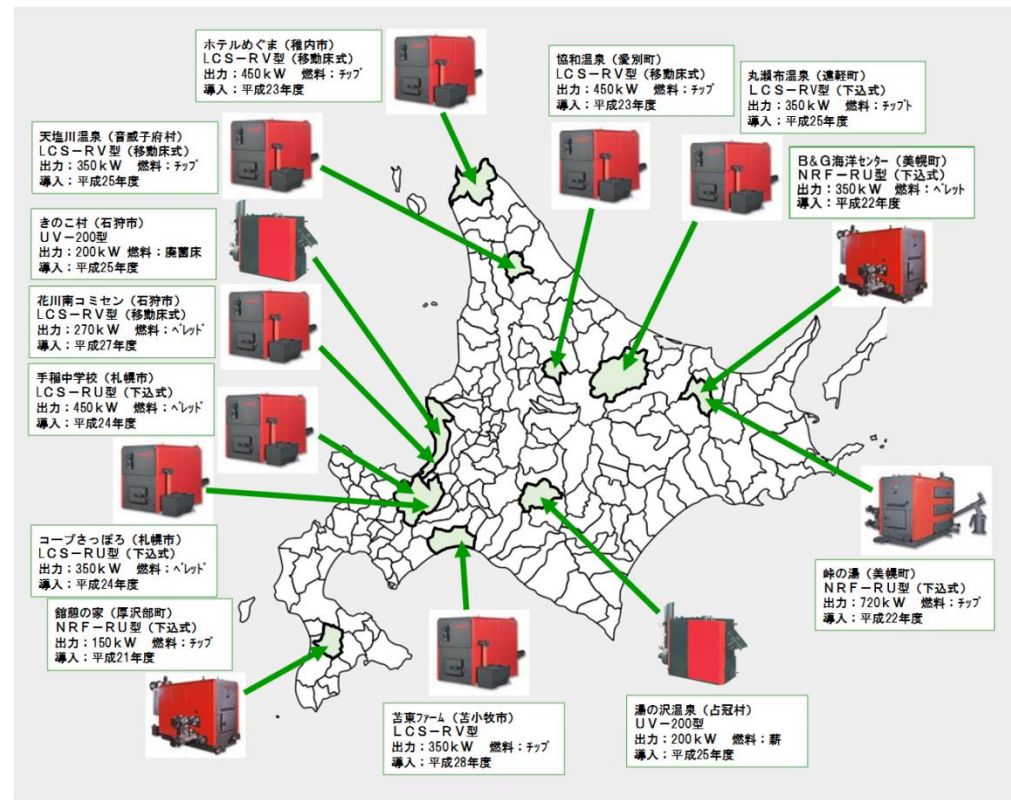 ホテルめぐま（稚内市）
LCS－RV型（移動床式）
出力：450kW　燃料：チップ
導入：平成23年度
協和温泉（愛別町）
LCS－RV型（移動床式）
出力：450kW　燃料：チップ
導入：平成23年度
丸瀬布温泉（遠軽町）
LCS－RV型（下込式）
出力：350kW　燃料：チップト
導入：平成25年度
天塩川温泉（音威子府村）
LCS－RV型（移動床式）
出力：350kW　燃料：チップ
導入：平成25年度
B＆G海洋センター（美幌町）
NRF－RU型（下込式）
出力：350kW　燃料：ペレット
導入：平成22年度
きのこ村（石狩市）
UV－200型
出力：200kW　燃料：廃菌床
導入：平成25年度
花川南コミセン（石狩市）
LCS－RV型（移動床式）
出力：270kW　燃料：ペレッド
導入：平成27年度
手稲中学校（札幌市）
LCS－RU型（下込式）
出力：450kW　燃料：ペレッド
導入：平成24年度
コープさっぽろ（札幌市）
LCS－RU型（下込式）
出力：350kW　燃料：ペレッド
導入：平成24年度
峠の湯（美幌町）
NRF－RU型（下込式）
出力：720kW　燃料：チップ
導入：平成22年度
舘憩の家（厚沢部町）
NRF－RU型（下込式）
出力：150kW　燃料：チップ
導入：平成21年度
苫東ファーム（苫小牧市）
LCS－RV型
出力：350kW　燃料：チップ
導入：平成28年度
湯の沢温泉（占冠村）
UV－200型
出力：200kW　燃料：薪
導入：平成25年度